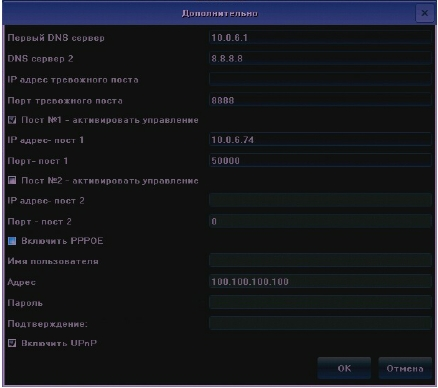 Дополнительно
Первый DNS сервер 10.0.6.1
DNS сервер 2 8.8.8.8
IP адрес тревожного поста
Порт тревожного поста 8888
Пост №1 - активировать управление
IP адрес- пост 1 10.0.6.74
Порт- пост 1 50000
Пост №2 - активировать управление
IP адрес- пост 2
Порт - пост 2 0
Включить PPPOE
Имя пользователя
Адрес 100.100.100.100
Пароль
Подтверждение:
Включить UPnP
OK Отмена